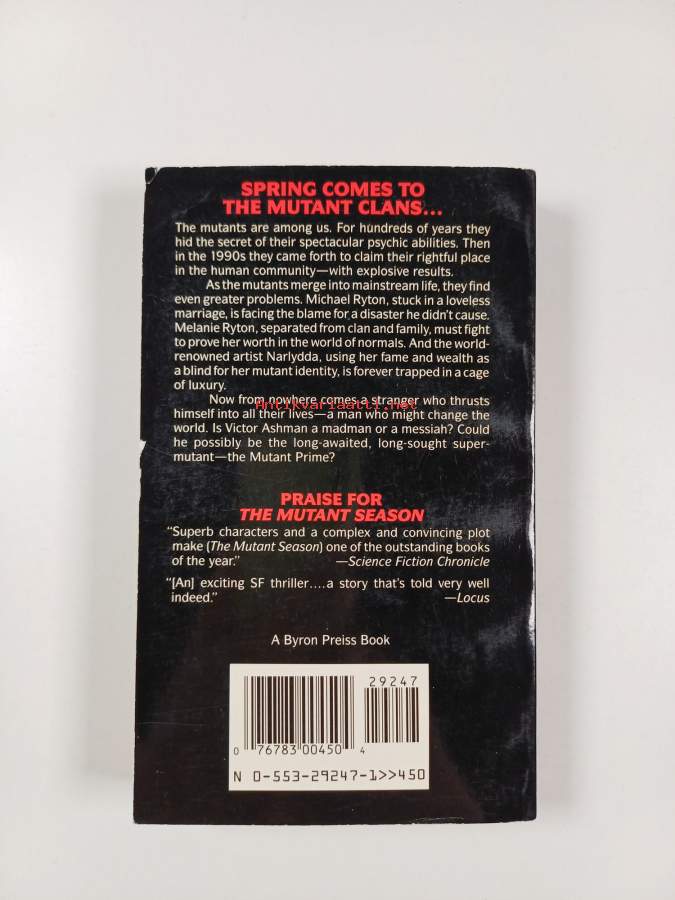 SPRING COMES TO
THE MUTANT CLANS...
The mutants are among us. For hundreds of years they
hid the secret of their spectacular psychic abilities. Then
in the 1990s they came forth to claim their rightful place
in the human community—with explosive results.
As the mutants merge into mainstream life, they find
even greater problems. Michael Ryton, stuck in a loveless
marriage, is facing the blame for a disaster he didn't cause.
Melanie Ryton, separated from clan and family, must fight
to prove her worth in the world of normals. And the world-
renowned artist Narlydda, using her fame and wealth as
a blind for her mutant identity, is forever trapped in a cage
of luxury.
Now from nowhere comes a stranger who thrusts
Antikvariaatti.net
himself into all their lives—a man who might change the
world. Is Victor Ashman a madman or a messiah? Could
he possibly be the long-awaited, long-sought super-
mutant—the Mutant Prime?
PRAISE FOR
THE MUTANT SEASON
"Superb characters and a complex and convincing plot
make (The Mutant Season) one of the outstanding books
of the year." —Science Fiction Chronicle
"[An] exciting SF thriller....a story that's told very well
indeed." —Locus
A Byron Preiss Book
29247
0 76783 00450 4
N 0-553-29247-1>>450